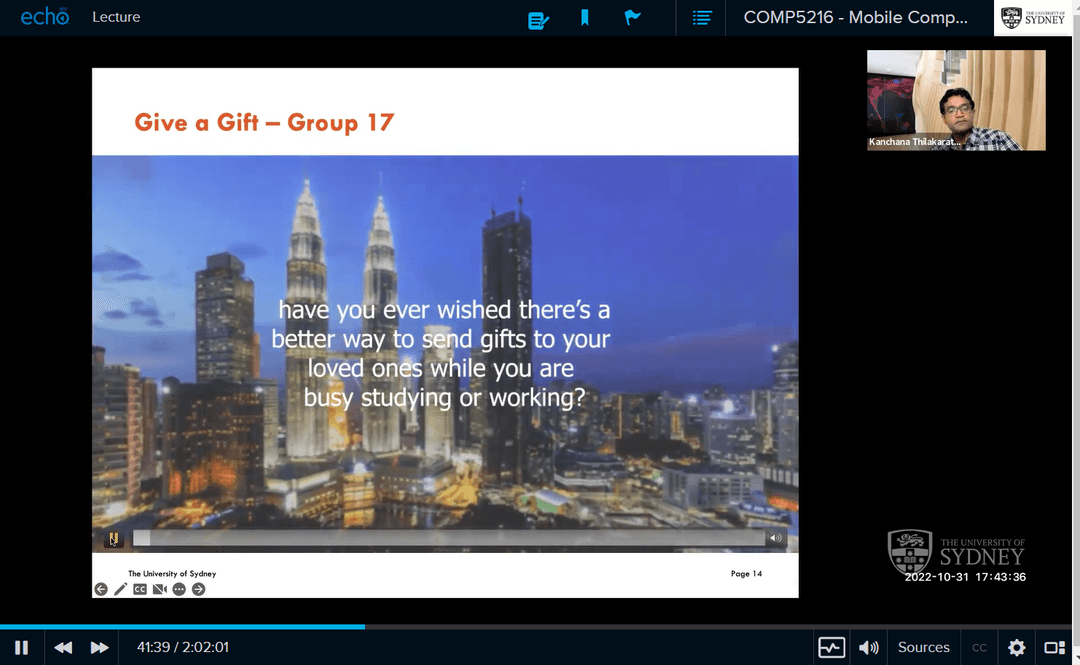 echo
Lecture
COMP5216 - Mobile Comp...
THE UNIVERSITY OF
SYDNEY
Give a Gift – Group 17
Kanchana Thilakarat...
have you ever wished there's a
better way to send gifts to your
loved ones while you are
busy studying or working?
THE UNIVERSITY OF
SYDNEY
2022-10-31 17:43:36
The University of Sydney
Page 14
CC
41:39 / 2:02:01
Sources
CC